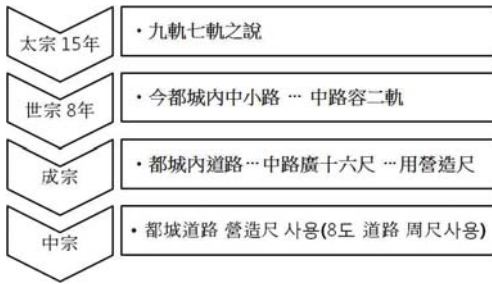 太宗 15年
• 九軌七軌之說
世宗 8年
• 今都城內中小路 … 中路容二軌
成宗
• 都城內道路…中路廣十六尺 …用營造尺
中宗
• 都城道路 營造尺 사용(8도 道路 周尺사용)